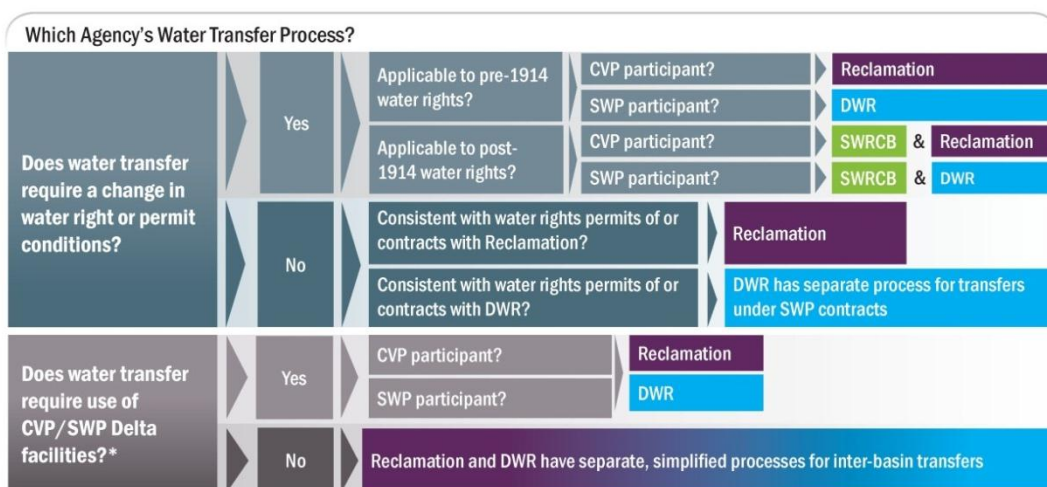 Which Agency's Water Transfer Process?
Does water transfer
require a change in
water right or permit
conditions?
Yes
Applicable to pre-1914
water rights?
CVP participant?
Reclamation
SWP participant?
DWR
Applicable to post-
1914 water rights?
CVP participant?
SWRCB & Reclamation
SWP participant?
SWRCB & DWR
No
Consistent with water rights permits of or
contracts with Reclamation?
Reclamation
Consistent with water rights permits of or
contracts with DWR?
DWR has separate process for transfers
under SWP contracts
Does water transfer
require use of
CVP/SWP Delta
facilities?*
Yes
CVP participant?
Reclamation
SWP participant?
DWR
No
Reclamation and DWR have separate, simplified processes for inter-basin transfers